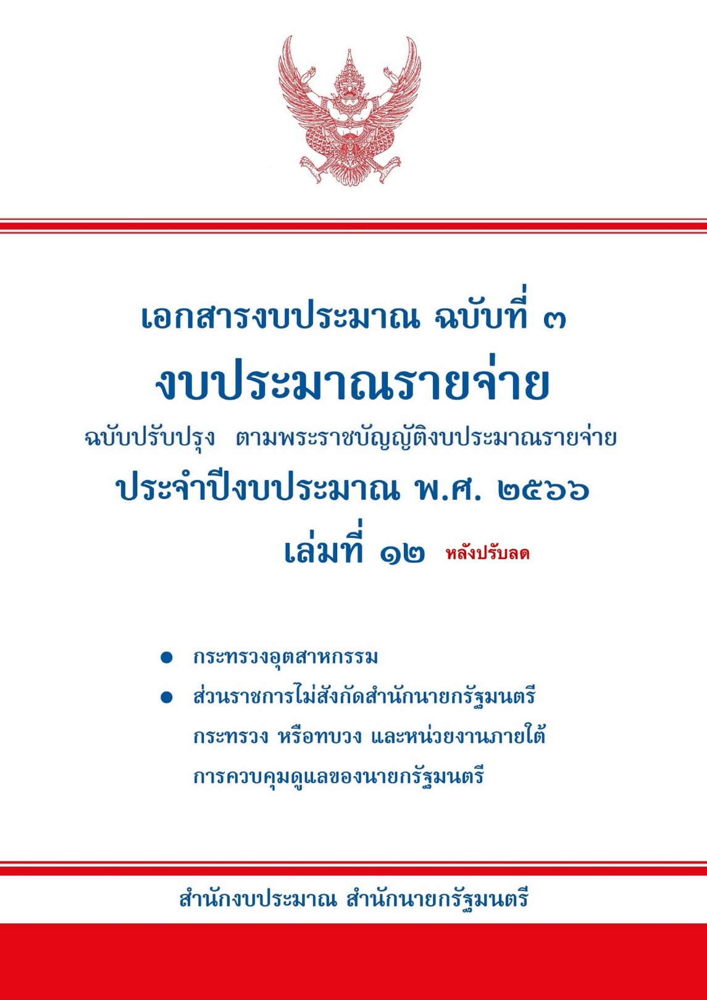 เอกสารงบประมาณ ฉบับที่ ๓
งบประมาณรายจ่าย
ฉบับปรับปรุง ตามพระราชบัญญัติงบประมาณรายจ่าย
ประจำปีงบประมาณ พ.ศ. ๒๕๖๖
เล่มที่ ๑๒ หลังปรับลด
● กระทรวงอุตสาหกรรม
● ส่วนราชการไม่สังกัดสำนักนายกรัฐมนตรี
กระทรวง หรือทบวง และหน่วยงานภายใต้
การควบคุมดูแลของนายกรัฐมนตรี
สำนักงบประมาณ สำนักนายกรัฐมนตรี